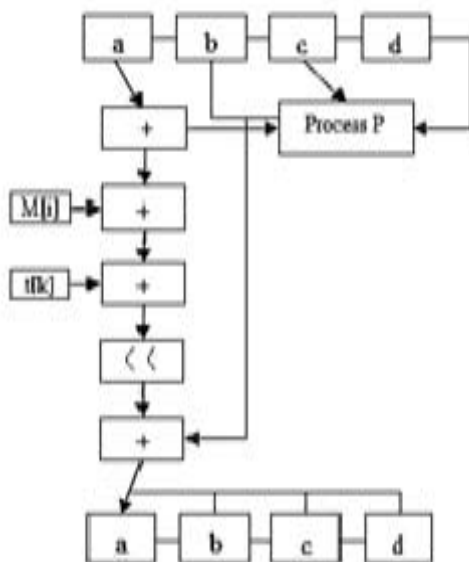 a b c d
+ Process P
M[i] +
t[k] +
< <
+
a b c d